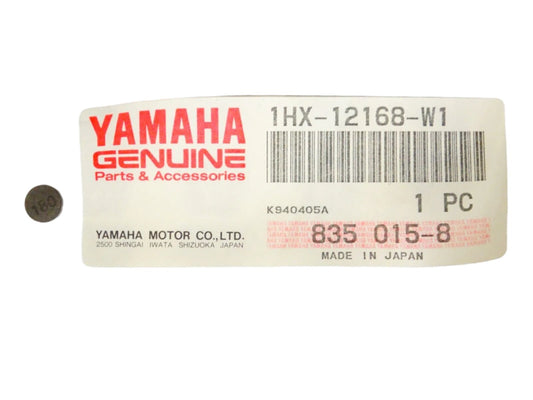 160
YAMAHA
GENUINE
Parts & Accessories
YAMAHA MOTOR CO.,LTD.
2500 SHINGAI IWATA SHIZUOKA JAPAN
1HX-12168-W1
K940405A
1 PC
835 015-8
MADE IN JAPAN